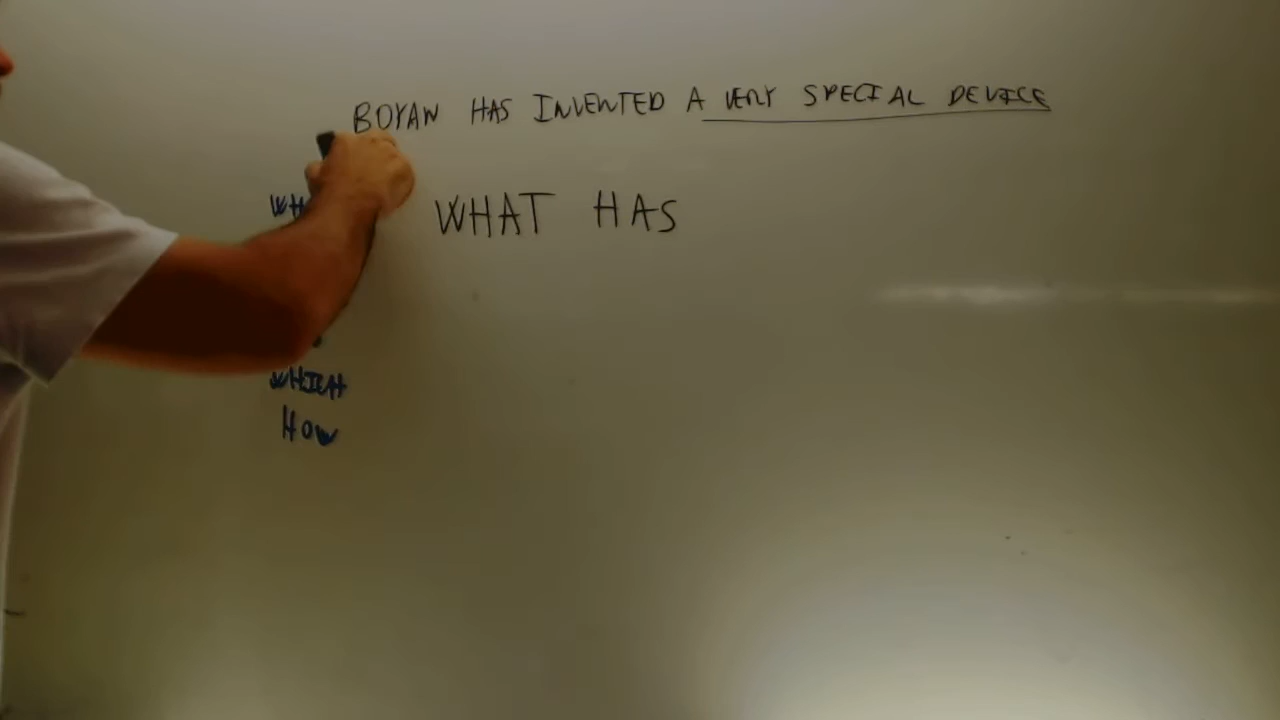 BOYAN HAS INVENTED A VERY SPECIAL DEVICE
WHAT HAS
WHICH
HOW